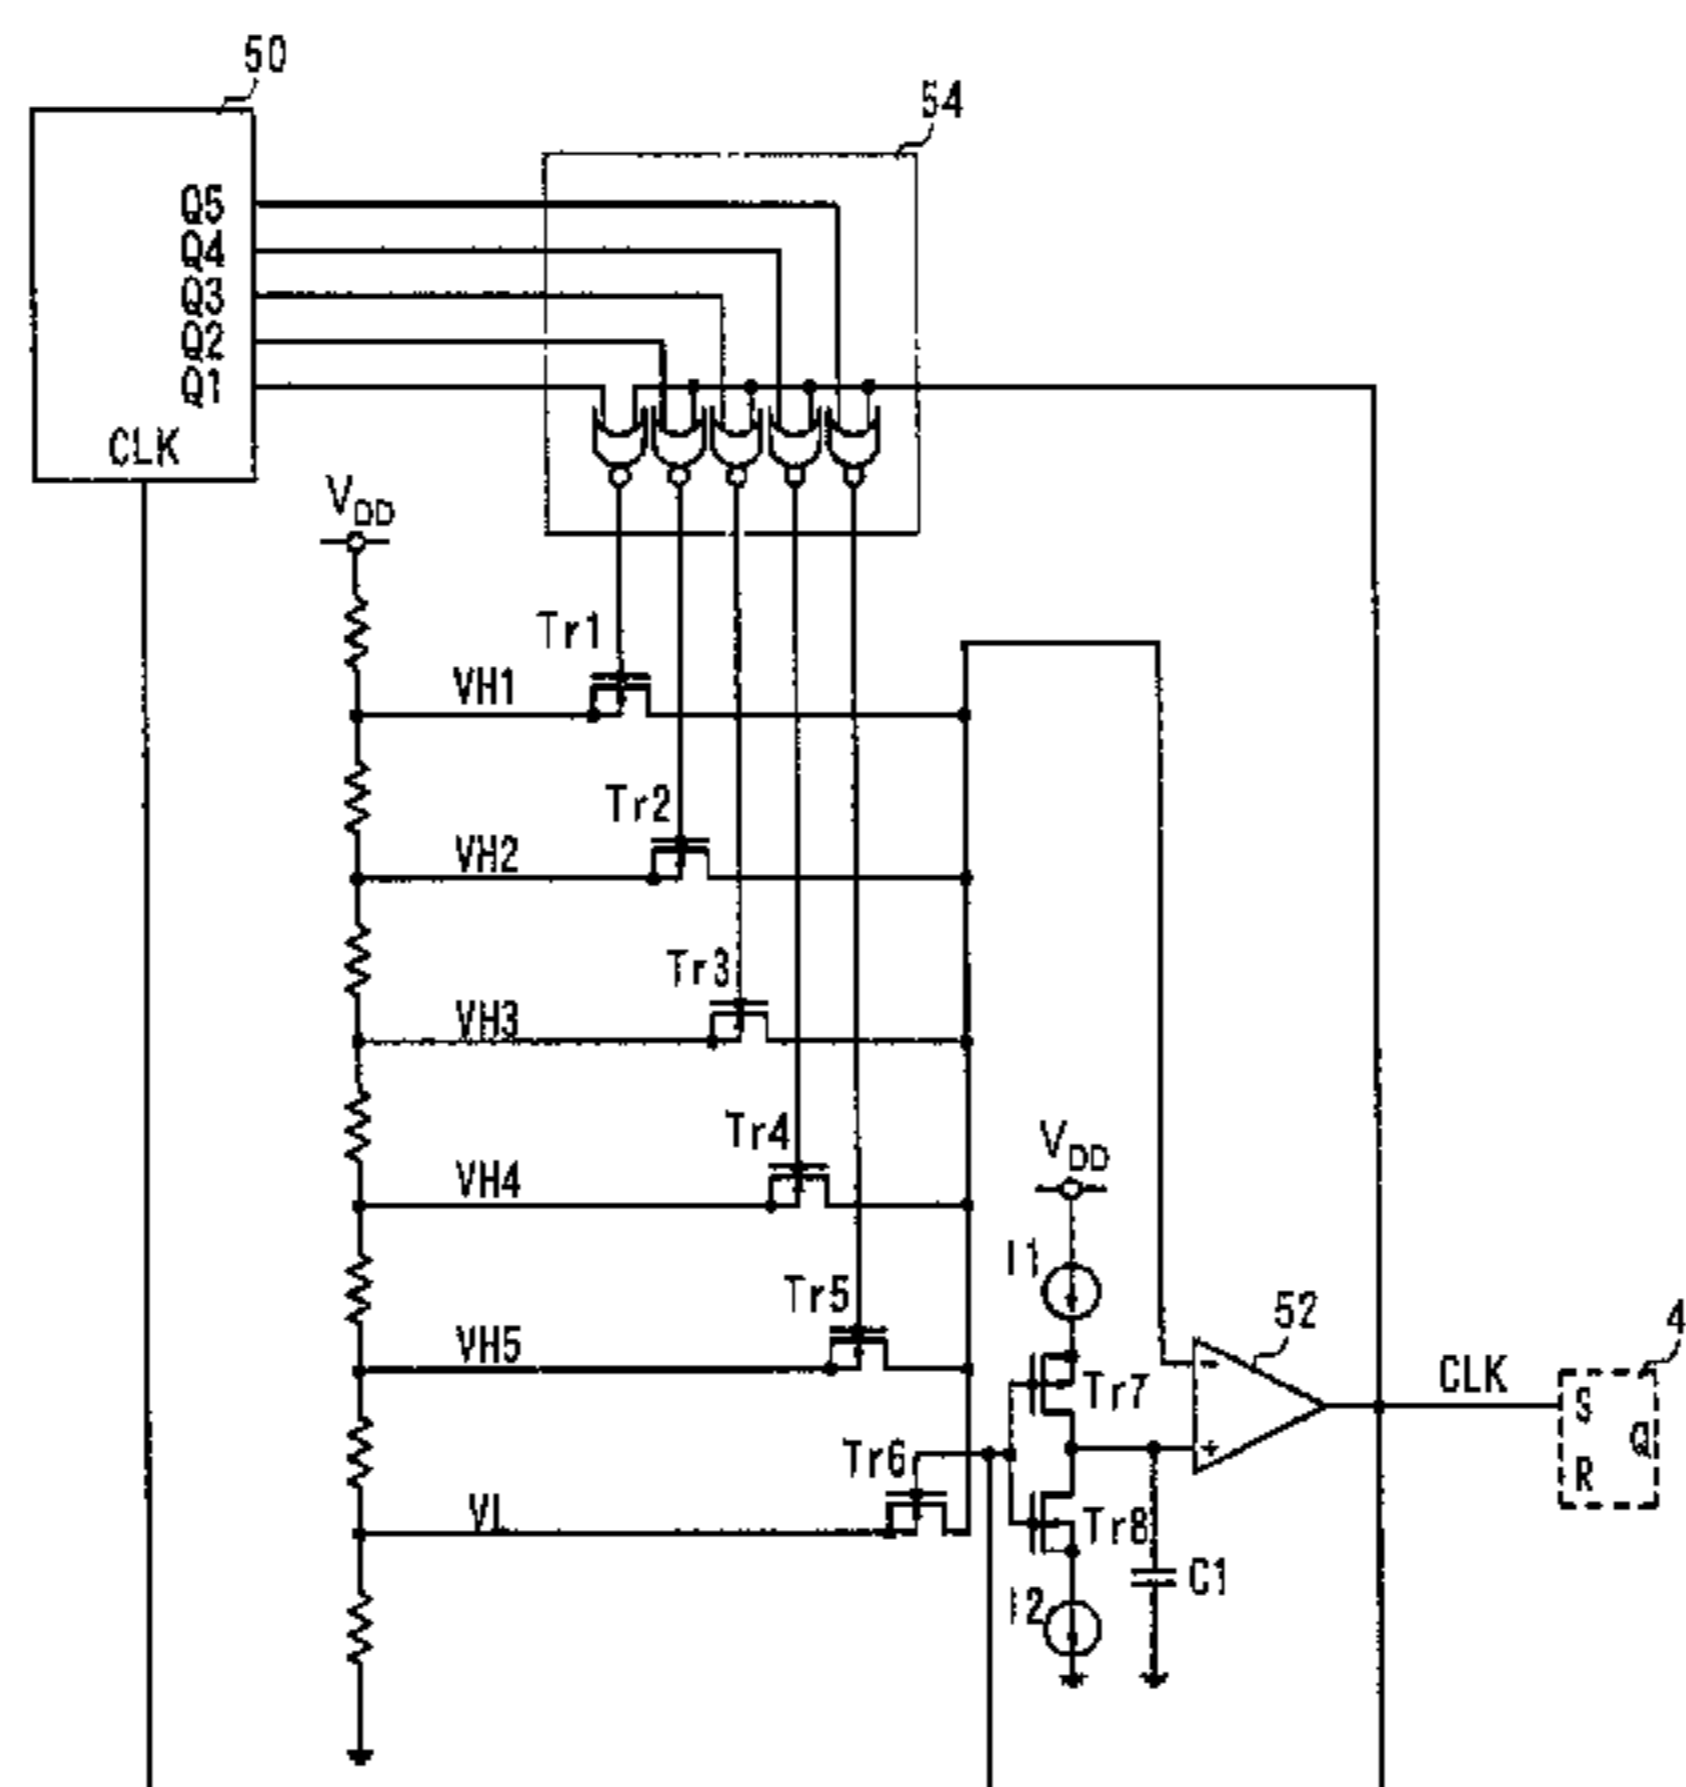 50
54
Q5
Q4
Q3
Q2
Q1
CLK
VDD
Tr1
VH1
Tr2
VH2
Tr3
VH3
Tr4
VH4
VDD
I1
Tr5
VH5
52
4
CLK
S
Q
R
Tr7
-
+
Tr6
VL
Tr8
C1
I2